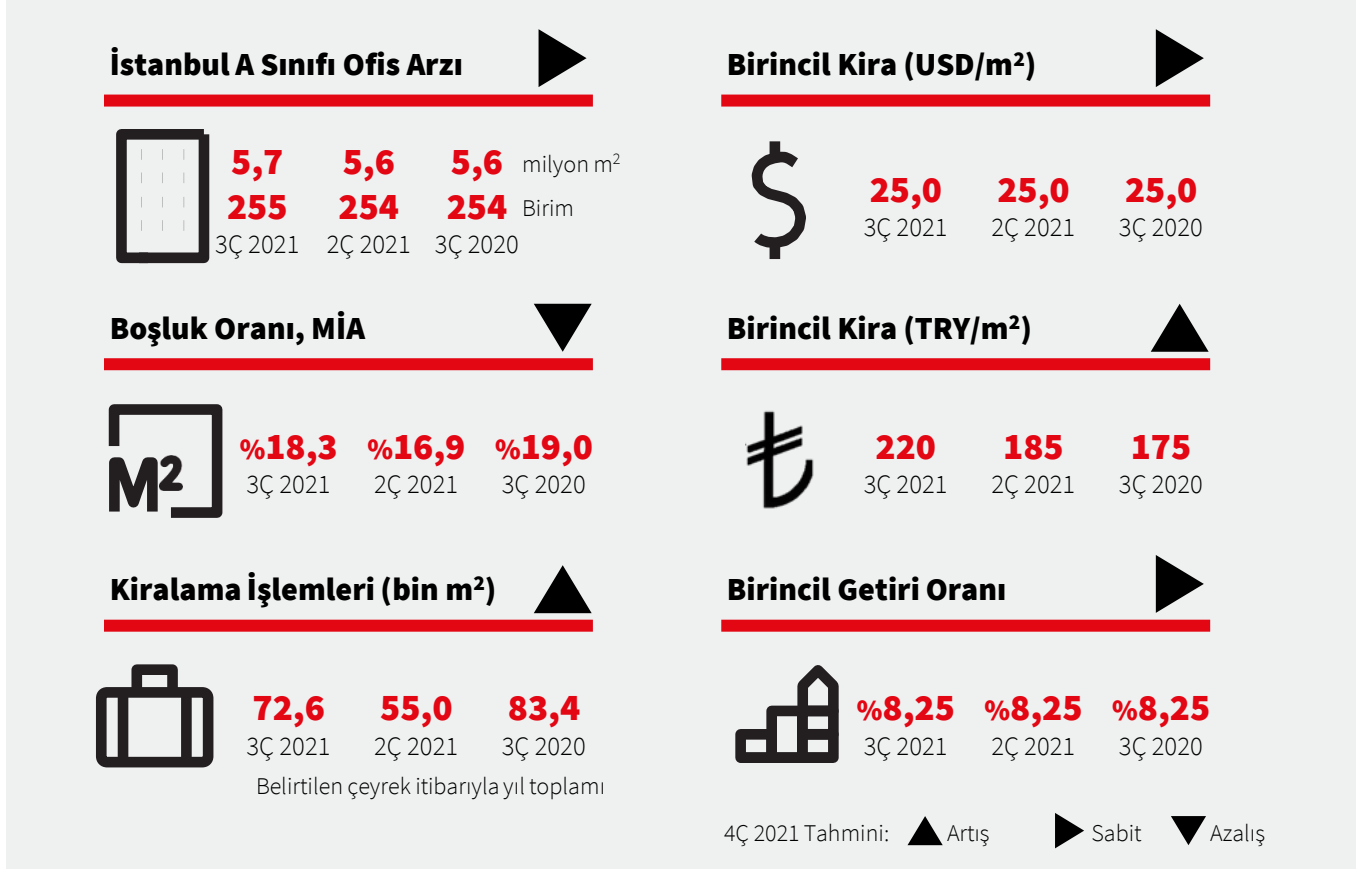 İstanbul A Sınıfı Ofis Arzı
5,7 5,6 5,6 milyon m²
255 254 254 Birim
3Ç 2021 2Ç 2021 3Ç 2020
Birincil Kira (USD/m²)
$ 25,0 25,0 25,0
3Ç 2021 2Ç 2021 3Ç 2020
Boşluk Oranı, MİA
M² %18,3 %16,9 %19,0
3Ç 2021 2Ç 2021 3Ç 2020
Birincil Kira (TRY/m²)
₺ 220 185 175
3Ç 2021 2Ç 2021 3Ç 2020
Kiralama İşlemleri (bin m²)
72,6 55,0 83,4
3Ç 2021 2Ç 2021 3Ç 2020
Belirtilen çeyrek itibarıyla yıl toplamı
Birincil Getiri Oranı
%8,25 %8,25 %8,25
3Ç 2021 2Ç 2021 3Ç 2020
4Ç 2021 Tahmini: Artış Sabit Azalış